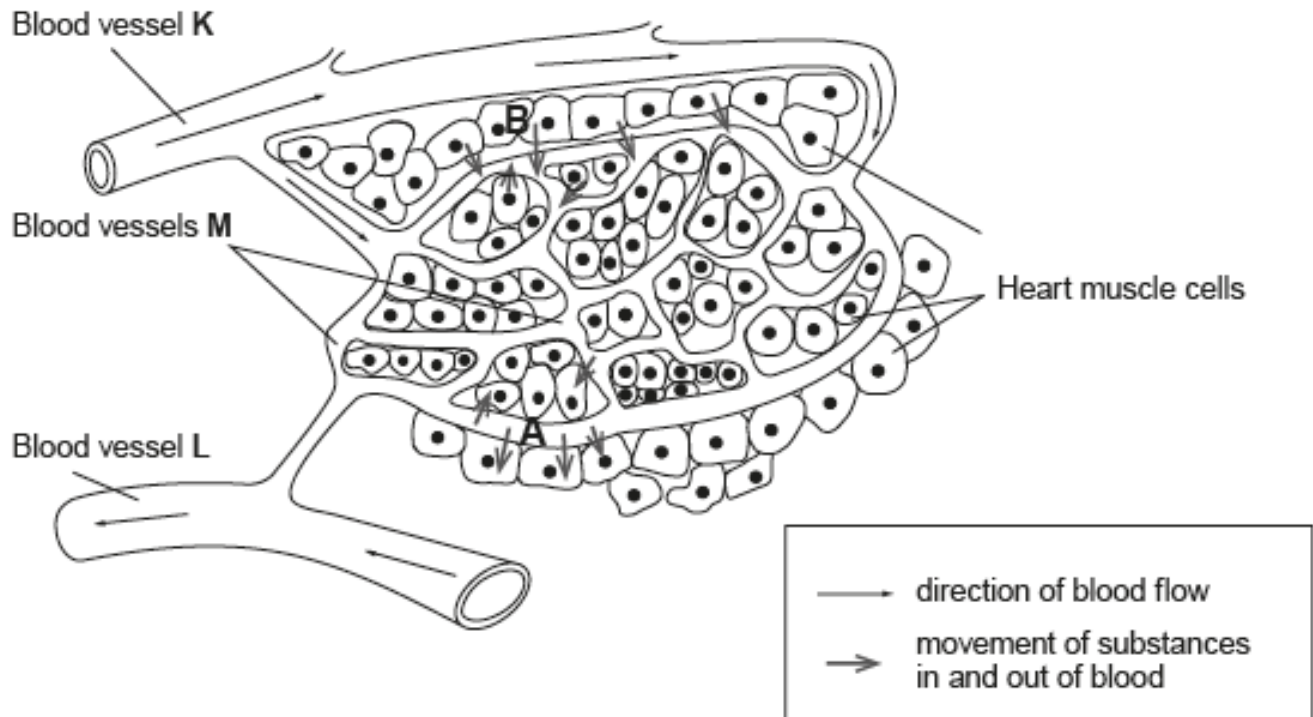 Blood vessel K
B
Blood vessels M
Heart muscle cells
A
Blood vessel L
direction of blood flow
movement of substances
in and out of blood